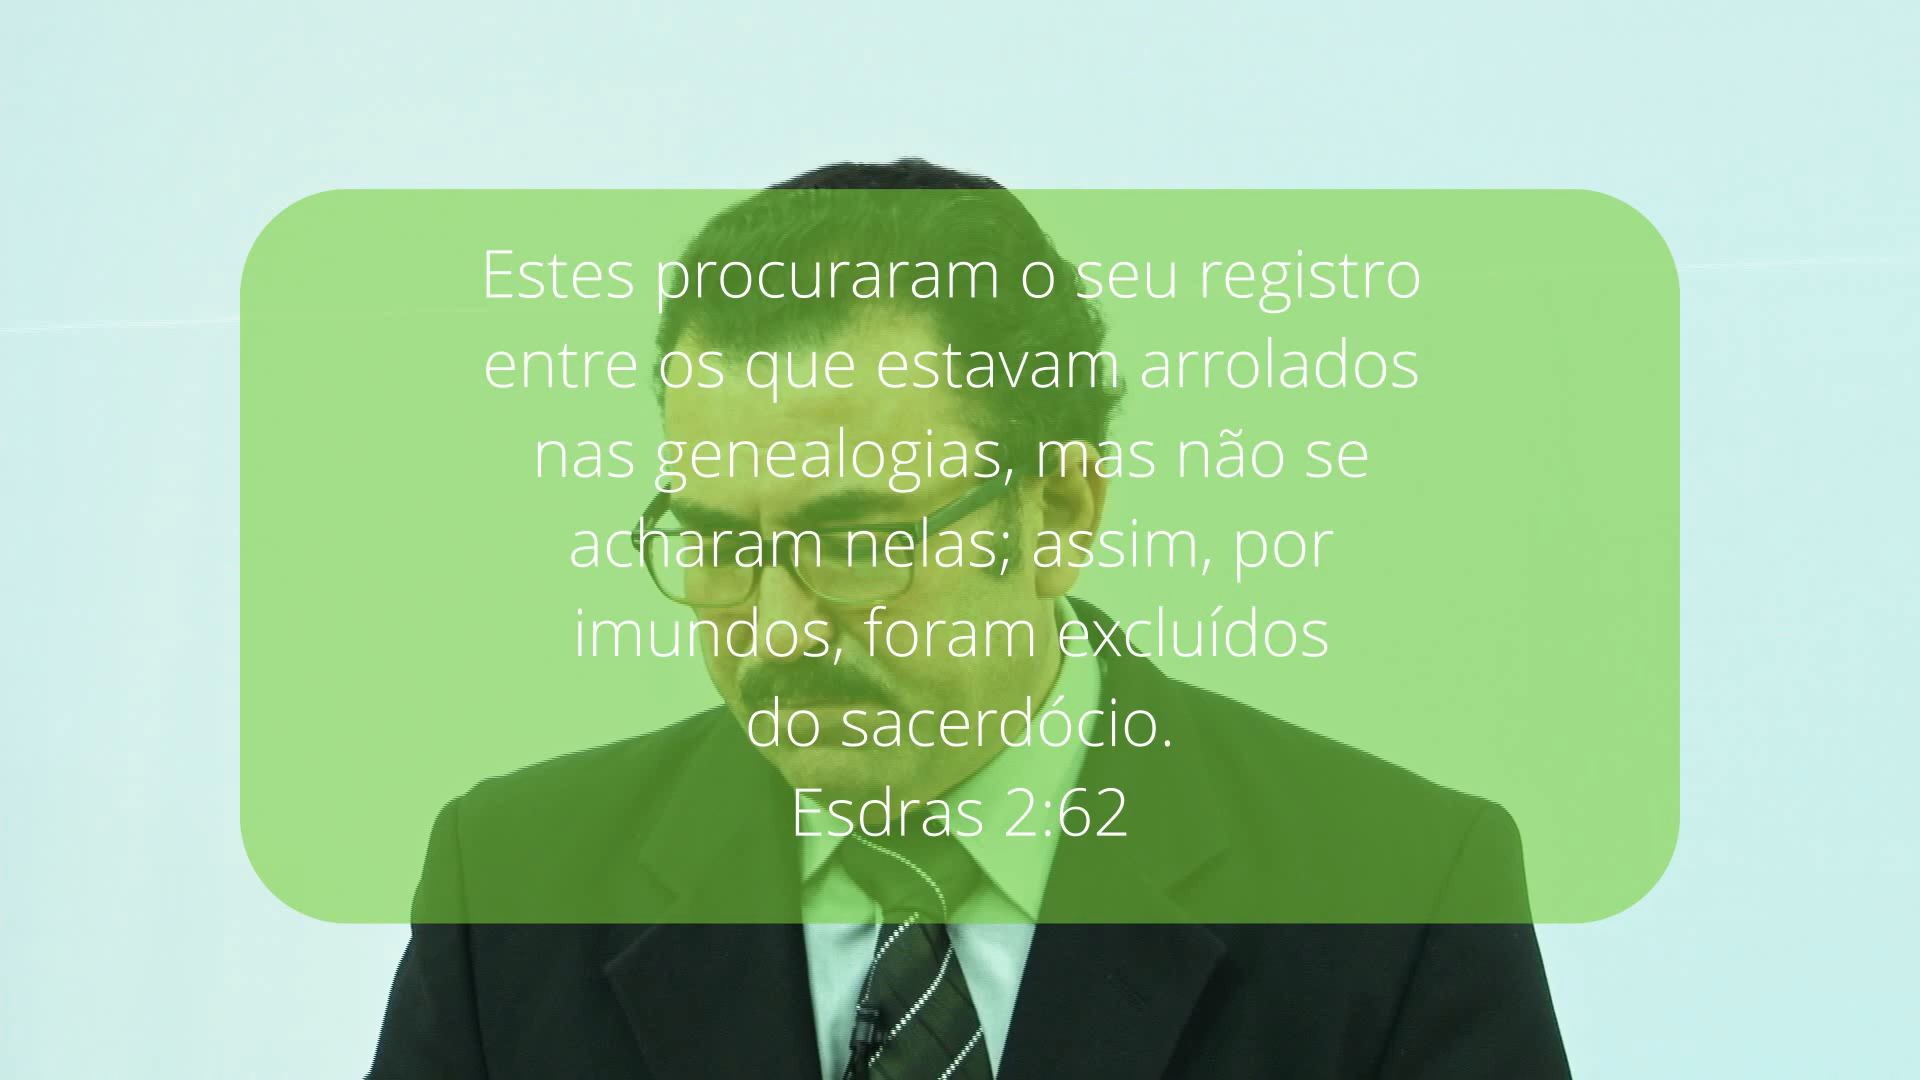 Estes procuraram o seu registro
entre os que estavam arrolados
nas genealogias, mas não se
acharam nelas; assim, por
imundos, foram excluídos
do sacerdócio.
Esdras 2:62